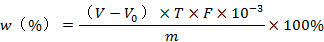 w（%）= （V−V₀）×T×F×10⁻³ / m ×100%